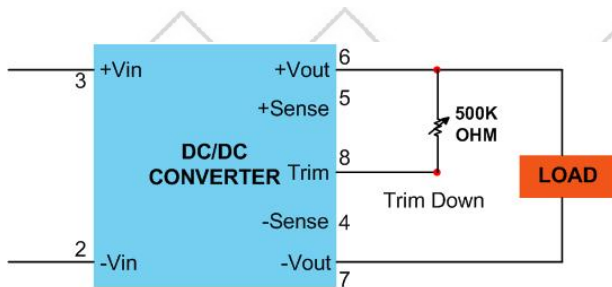 6
3 +Vin +Vout
5
+Sense
500K
OHM
DC/DC
CONVERTER
8
Trim
LOAD
Trim Down
-Sense 4
2 -Vin -Vout
7